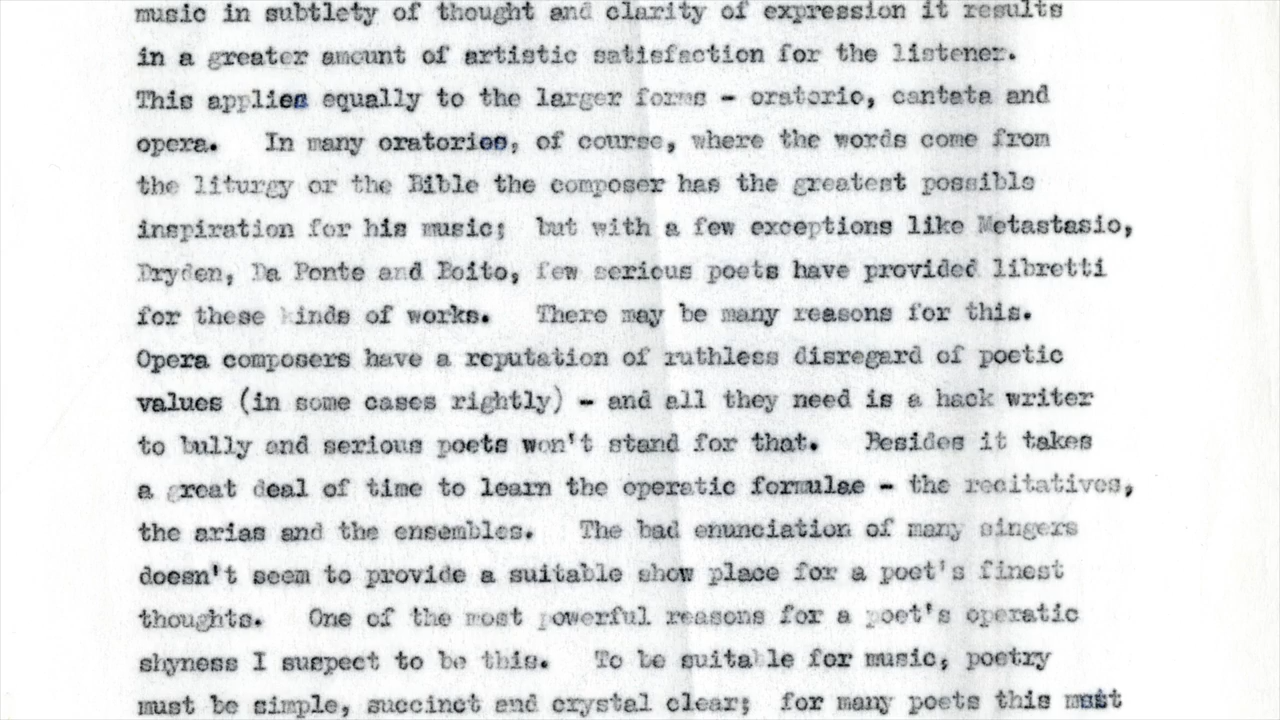 music in subtlety of thought and clarity of expression it results
in a greater amount of artistic satisfaction for the listener.
This applies equally to the larger forms - oratorio, cantata and
opera. In many oratorios, of course, where the words come from
the liturgy or the Bible the composer has the greatest possible
inspiration for his music; but with a few exceptions like Metastasio,
Dryden, Da Ponte and Boito, few serious poets have provided libretti
for these kinds of works. There may be many reasons for this.
Opera composers have a reputation of ruthless disregard of poetic
values (in some cases rightly) - and all they need is a hack writer
to bully and serious poets won't stand for that. Besides it takes
a great deal of time to learn the operatic formulae - the recitatives,
the arias and the ensembles. The bad enunciation of many singers
doesn't seem to provide a suitable show place for a poet's finest
thoughts. One of the most powerful reasons for a poet's operatic
shyness I suspect to be this. To be suitable for music, poetry
must be simple, succinct and crystal clear; for many poets this must